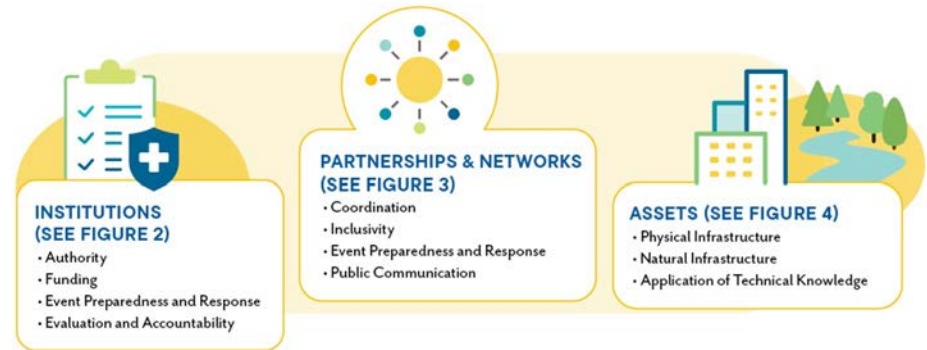 INSTITUTIONS
(SEE FIGURE 2)
• Authority
• Funding
• Event Preparedness and Response
• Evaluation and Accountability
PARTNERSHIPS & NETWORKS
(SEE FIGURE 3)
• Coordination
• Inclusivity
• Event Preparedness and Response
• Public Communication
ASSETS (SEE FIGURE 4)
• Physical Infrastructure
• Natural Infrastructure
• Application of Technical Knowledge